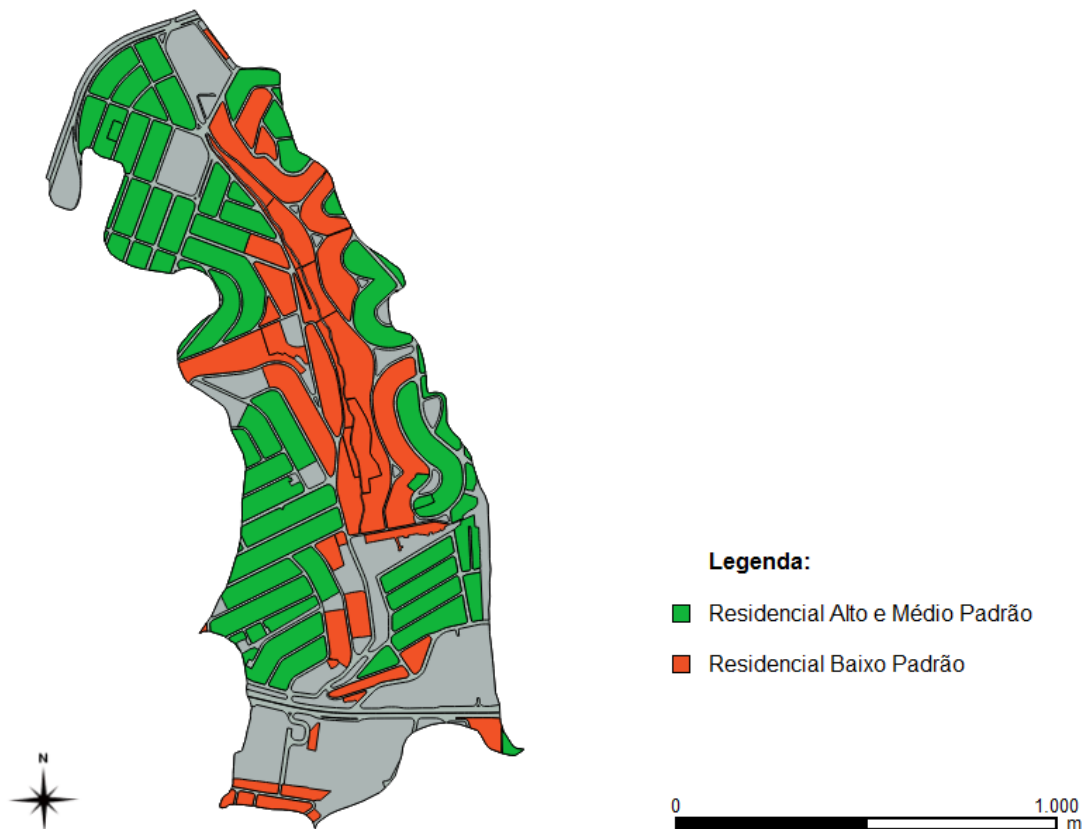 Legenda:
Residencial Alto e Médio Padrão
Residencial Baixo Padrão
N
0 1.000
m